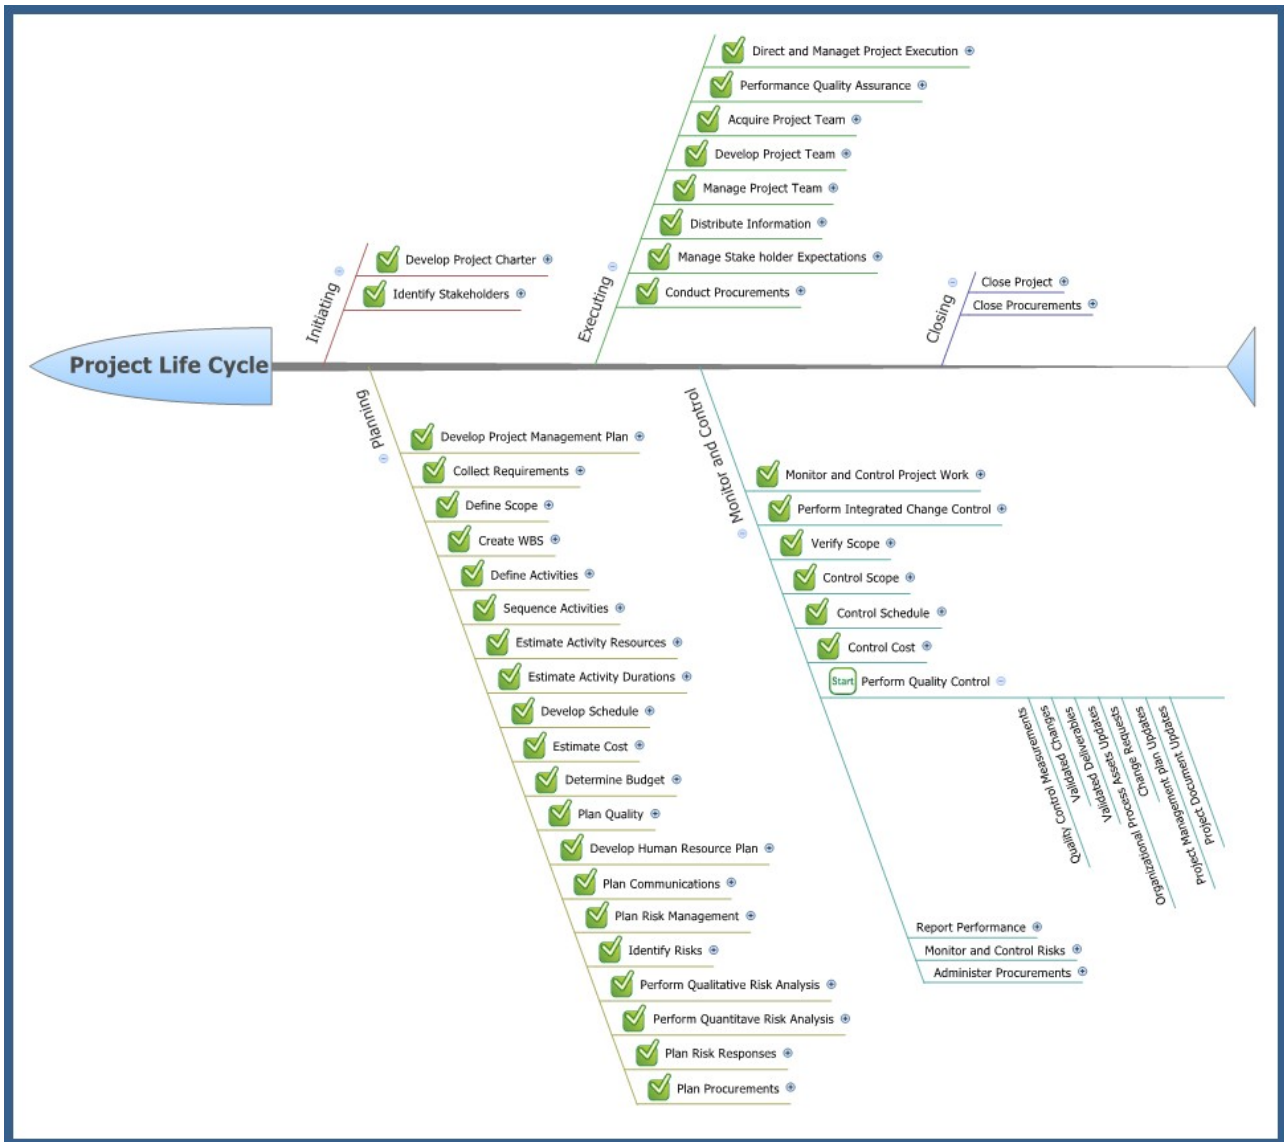 Project Life Cycle
Initiating
Develop Project Charter
Identify Stakeholders
Planning
Develop Project Management Plan
Collect Requirements
Define Scope
Create WBS
Define Activities
Sequence Activities
Estimate Activity Resources
Estimate Activity Durations
Develop Schedule
Estimate Cost
Determine Budget
Plan Quality
Develop Human Resource Plan
Plan Communications
Plan Risk Management
Identify Risks
Perform Qualitative Risk Analysis
Perform Quantitave Risk Analysis
Plan Risk Responses
Plan Procurements
Executing
Direct and Managet Project Execution
Performance Quality Assurance
Acquire Project Team
Develop Project Team
Manage Project Team
Distribute Information
Manage Stake holder Expectations
Conduct Procurements
Monitor and Control
Monitor and Control Project Work
Perform Integrated Change Control
Verify Scope
Control Scope
Control Schedule
Control Cost
Start Perform Quality Control
Quality Control Measurements
Validated Changes
Validated Deliverables
Organizational Process Assets Updates
Change Requests
Project Management plan Updates
Project Document Updates
Report Performance
Monitor and Control Risks
Administer Procurements
Closing
Close Project
Close Procurements